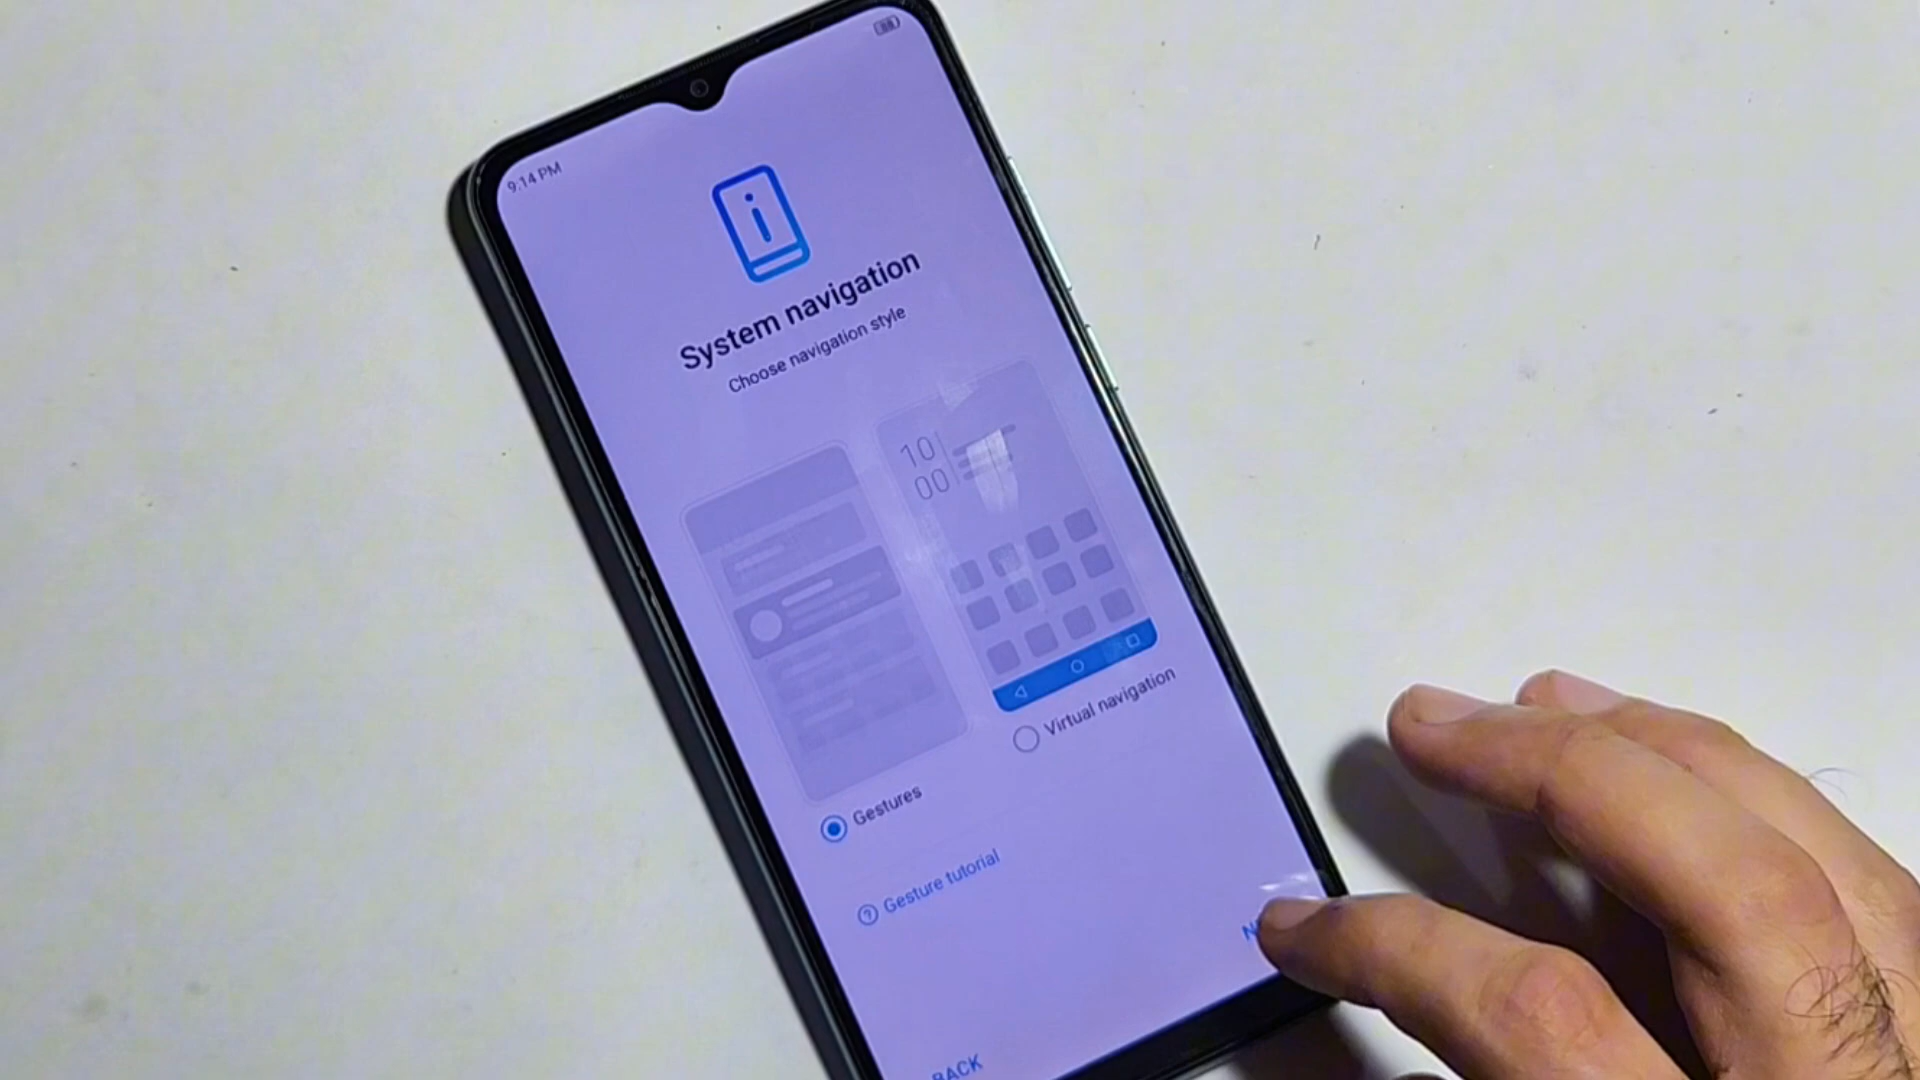 9:14 PM
System navigation
Choose navigation style
10
00
Virtual navigation
Gestures
Gesture tutorial
BACK